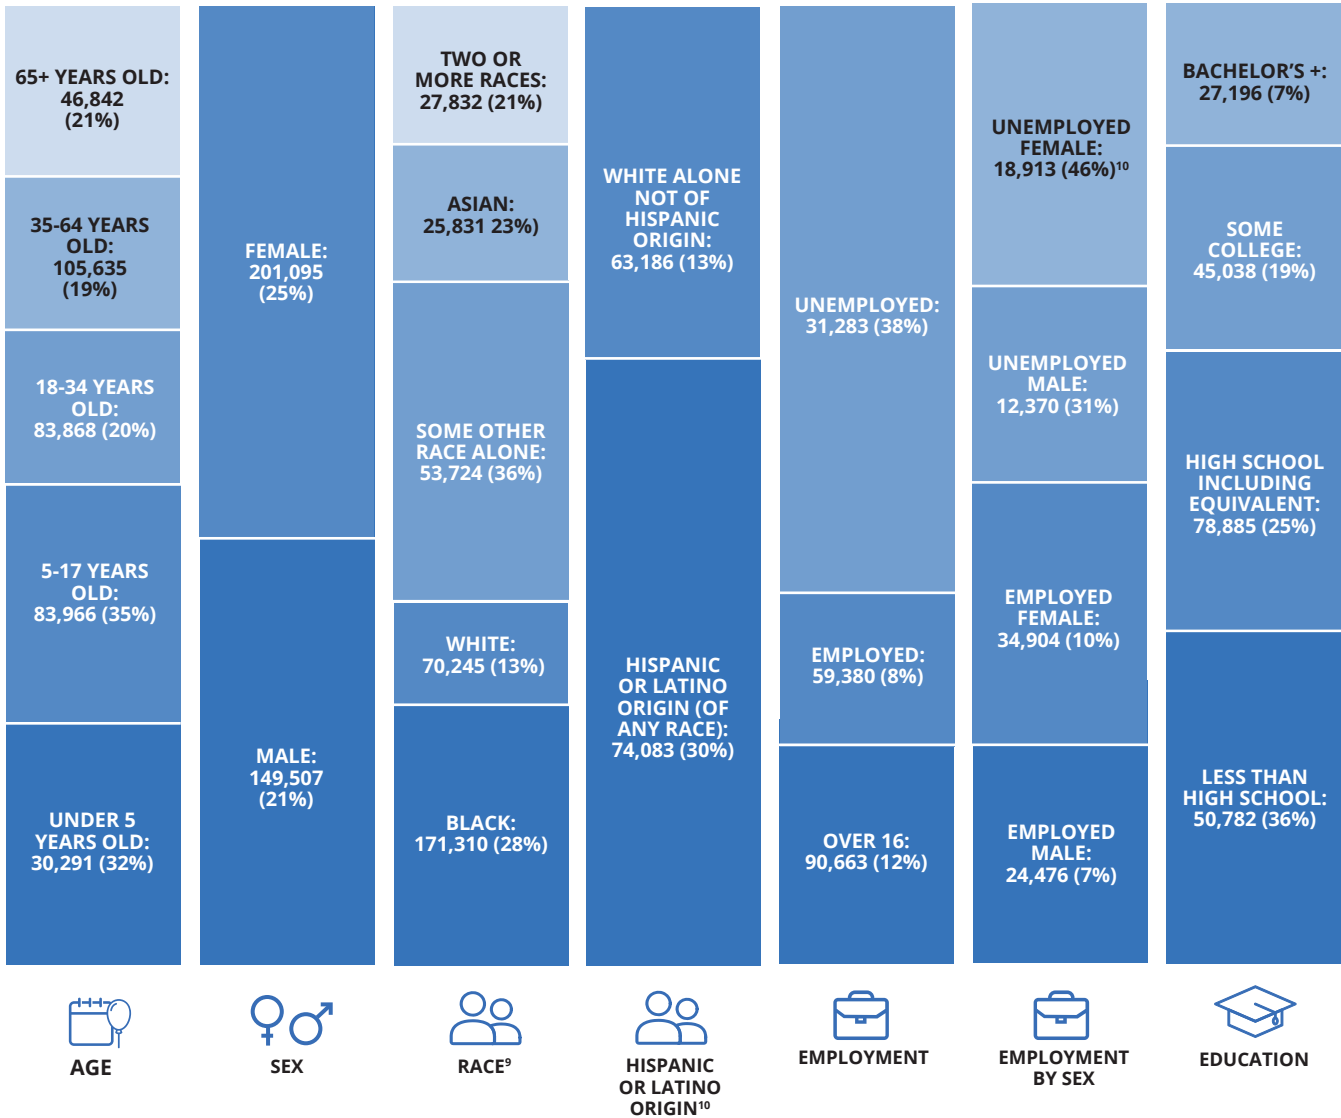 65+ YEARS OLD:
46,842
(21%)
35-64 YEARS
OLD:
105,635
(19%)
18-34 YEARS
OLD:
83,868 (20%)
5-17 YEARS
OLD:
83,966 (35%)
UNDER 5
YEARS OLD:
30,291 (32%)
AGE
FEMALE:
201,095
(25%)
MALE:
149,507
(21%)
SEX
TWO OR
MORE RACES:
27,832 (21%)
ASIAN:
25,831 23%)
SOME OTHER
RACE ALONE:
53,724 (36%)
WHITE:
70,245 (13%)
BLACK:
171,310 (28%)
RACE⁹
WHITE ALONE
NOT OF
HISPANIC
ORIGIN:
63,186 (13%)
HISPANIC
OR LATINO
ORIGIN (OF
ANY RACE):
74,083 (30%)
HISPANIC
OR LATINO
ORIGIN¹⁰
UNEMPLOYED:
31,283 (38%)
EMPLOYED:
59,380 (8%)
OVER 16:
90,663 (12%)
EMPLOYMENT
UNEMPLOYED
FEMALE:
18,913 (46%)¹⁰
UNEMPLOYED
MALE:
12,370 (31%)
EMPLOYED
FEMALE:
34,904 (10%)
EMPLOYED
MALE:
24,476 (7%)
EMPLOYMENT
BY SEX
BACHELOR’S +:
27,196 (7%)
SOME
COLLEGE:
45,038 (19%)
HIGH SCHOOL
INCLUDING
EQUIVALENT:
78,885 (25%)
LESS THAN
HIGH SCHOOL:
50,782 (36%)
EDUCATION